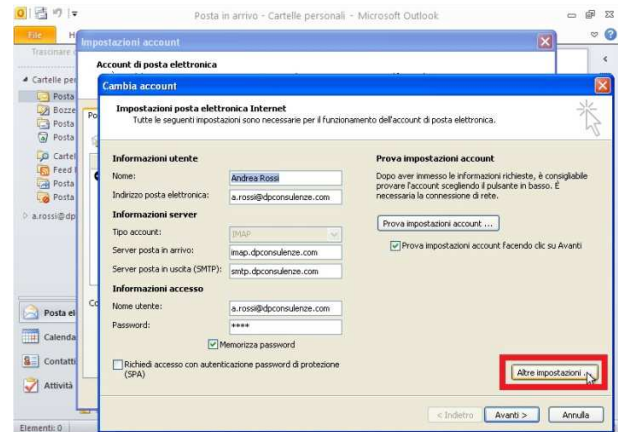 Posta in arrivo - Cartelle personali - Microsoft Outlook
File
Impostazioni account
Trascinare
Account di posta elettronica
Cartelle per
Posta
Bozze
Posta
Posta
Cartel
Feed
Posta
Posta
a.rossi@dp
Cambia account
Impostazioni posta elettronica Internet
Tutte le seguenti impostazioni sono necessarie per il funzionamento dell'account di posta elettronica.
Informazioni utente
Nome: Andrea Rossi
Indirizzo posta elettronica: a.rossi@dpconsulenze.com
Informazioni server
Tipo account: IMAP
Server posta in arrivo: imap.dpconsulenze.com
Server posta in uscita (SMTP): smtp.dpconsulenze.com
Informazioni accesso
Nome utente: a.rossi@dpconsulenze.com
Password: ****
Memorizza password
Richiedi accesso con autenticazione password di protezione
(SPA)
Prova impostazioni account
Dopo aver immesso le informazioni richieste, è consigliabile
provare l'account scegliendo il pulsante in basso. È
necessaria la connessione di rete.
Prova impostazioni account ...
Prova impostazioni account facendo clic su Avanti
Altre impostazioni ...
< Indietro
Avanti >
Annulla
Posta el
Calenda
Contatti
Attività
Elementi: 0